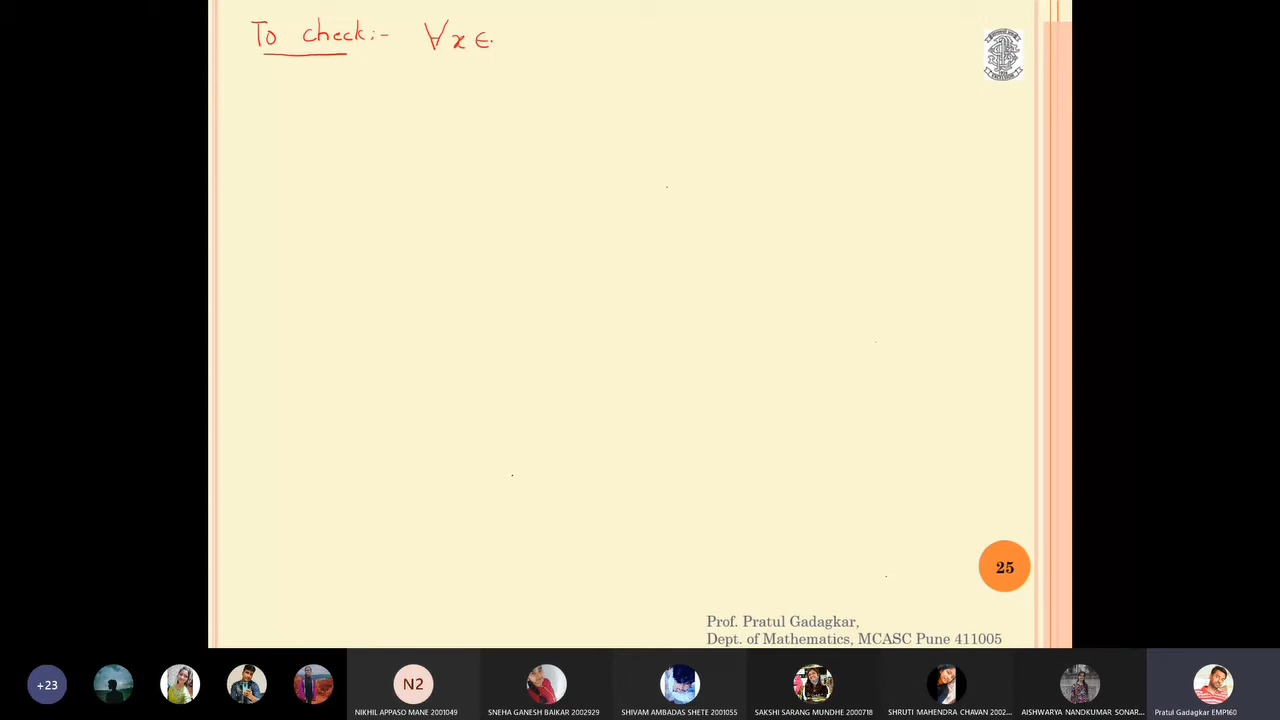 To check:- ∀x ∈
25
Prof. Pratul Gadagkar,
Dept. of Mathematics, MCASC Pune 411005
+23
N2
NIKHIL APPASO MANE 2001049
SNEHA GANESH BAIKAR 2002929
SHIVAM AMBADAS SHETE 2001055
SAKSHI SARANG MUNDHE 2000718
SHRUTI MAHENDRA CHAVAN 2002...
AISHWARYA NANDKUMAR SONAR...
Pratul Gadagkar EMP160